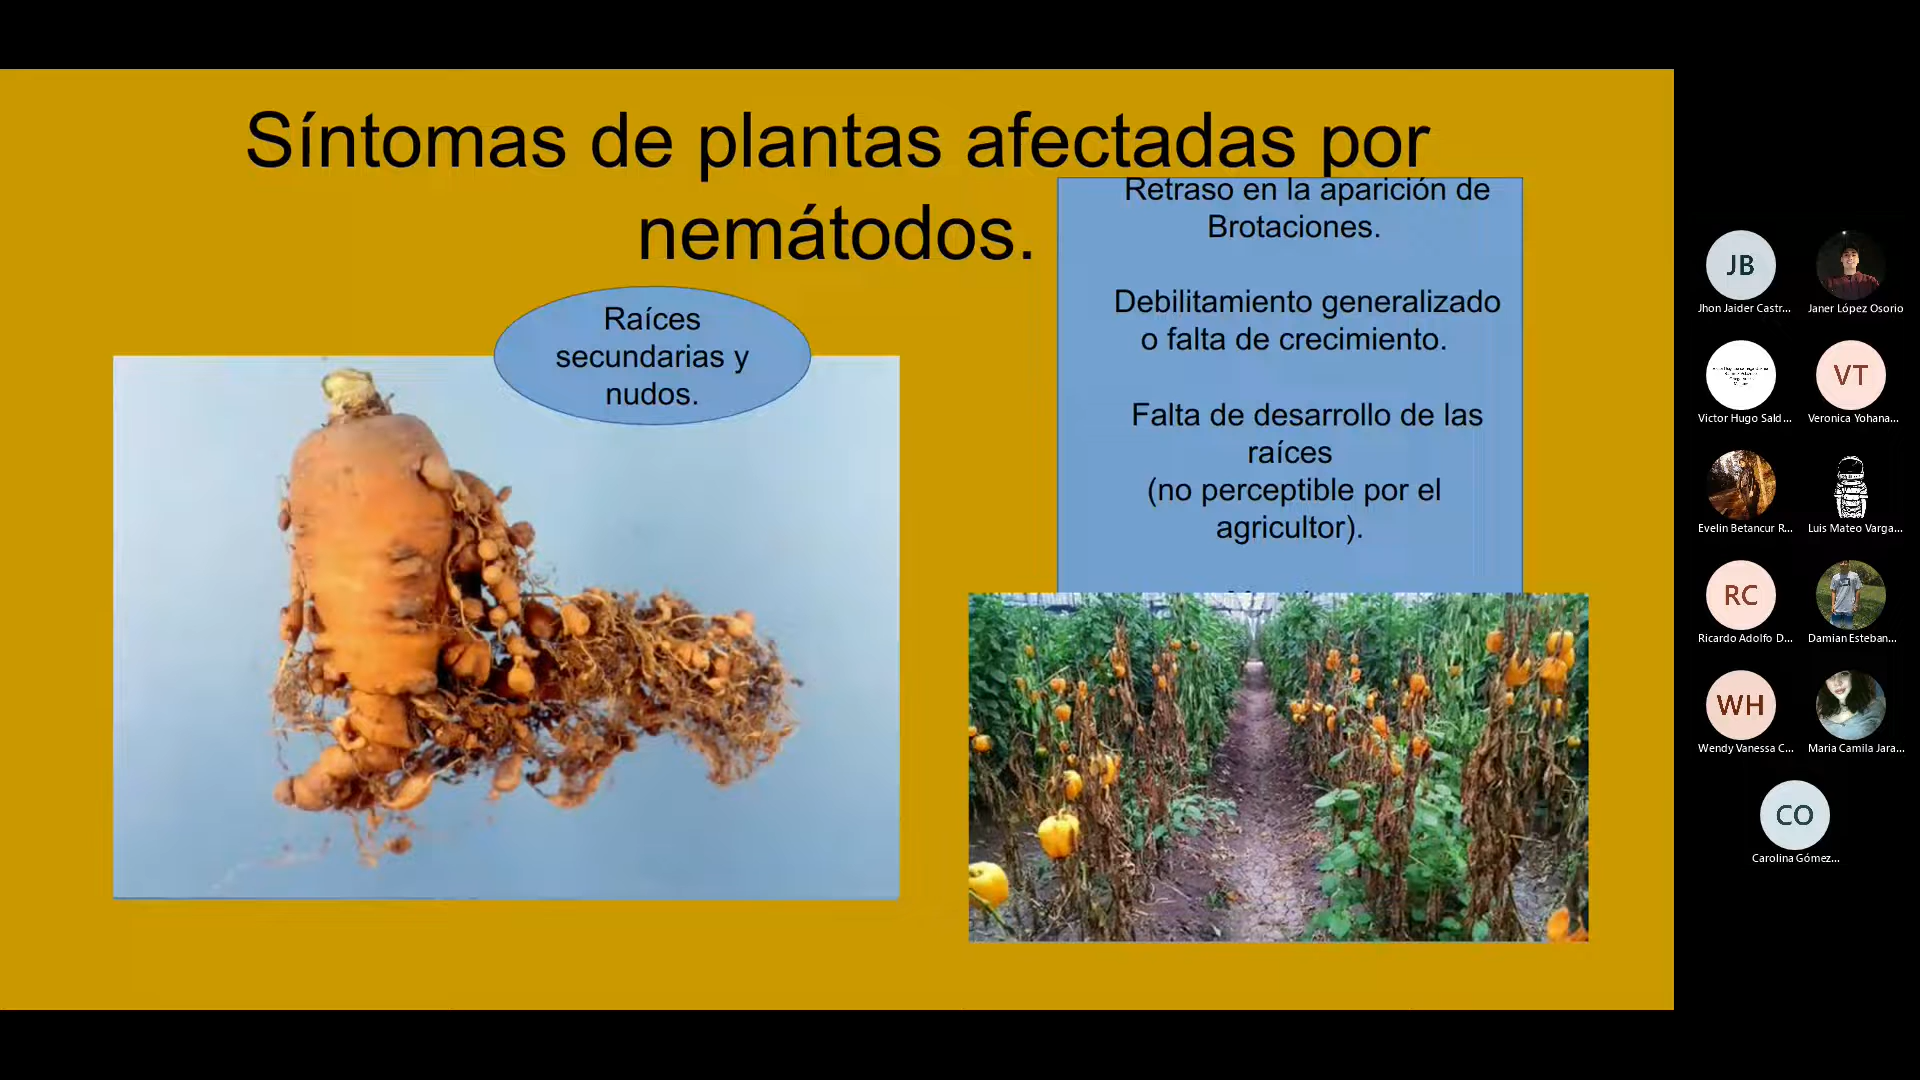 Síntomas de plantas afectadas por
nemátodos.
Retraso en la aparición de
Brotaciones.
Debilitamiento generalizado
o falta de crecimiento.
Falta de desarrollo de las
raíces
(no perceptible por el
agricultor).
Raíces
secundarias y
nudos.
JB
Jhon Jaider Castr...
Janer López Osorio
Victor Hugo Sald...
VT
Veronica Yohana...
Evelin Betancur R...
Luis Mateo Varga...
RC
Ricardo Adolfo D...
Damian Esteban...
WH
Wendy Vanessa C...
Maria Camila Jara...
CO
Carolina Gómez...